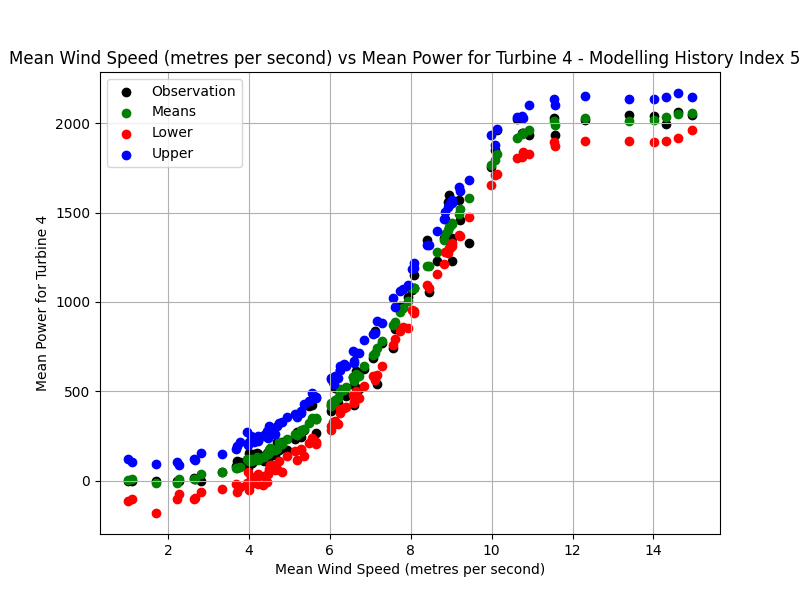 Mean Wind Speed (metres per second) vs Mean Power for Turbine 4 - Modelling History Index 5
Observation
Means
Lower
Upper
2000
1500
1000
500
0
Mean Power for Turbine 4
2 4 6 8 10 12 14
Mean Wind Speed (metres per second)